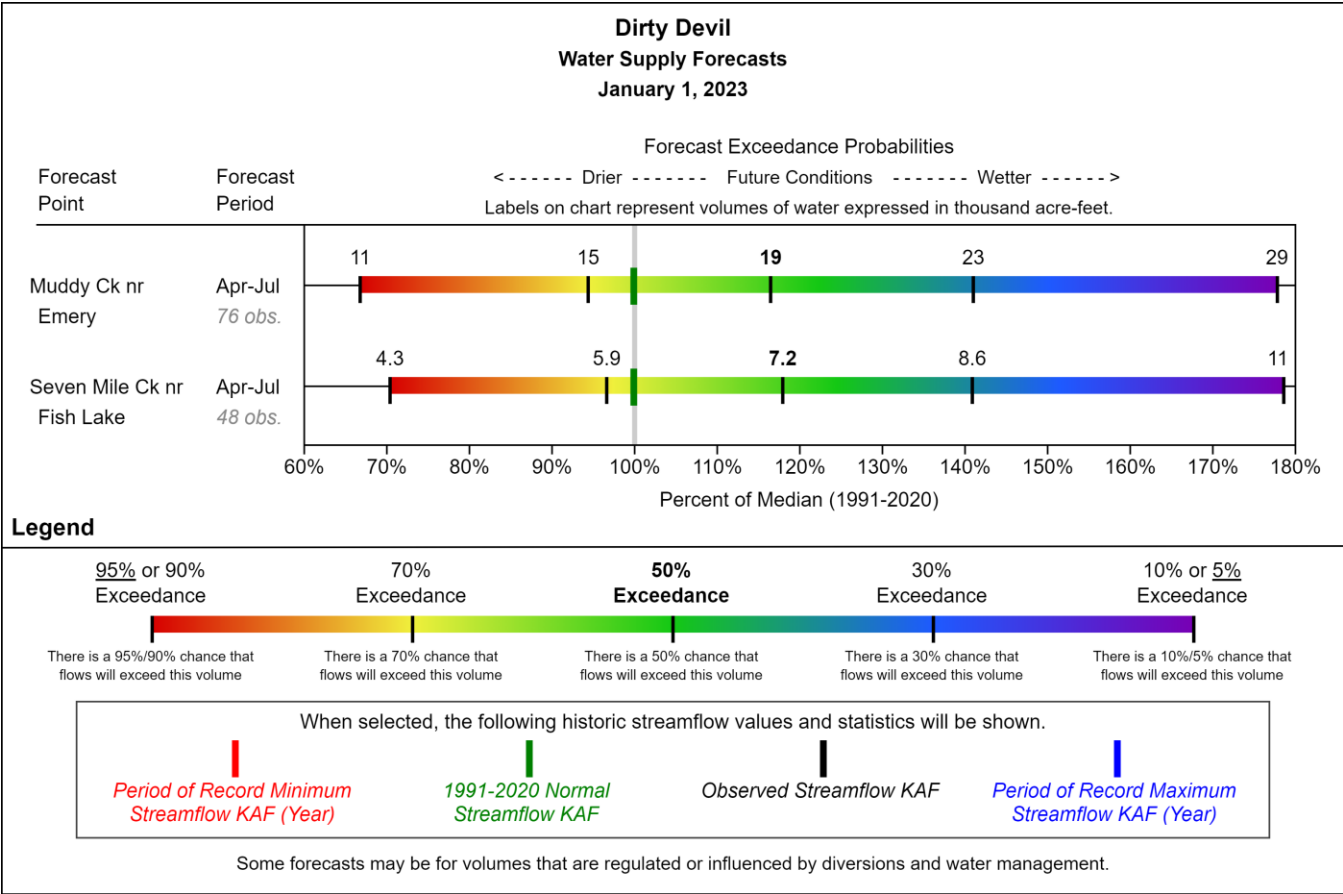 Dirty Devil
Water Supply Forecasts
January 1, 2023
Forecast Exceedance Probabilities
Forecast Point
Forecast Period
< - - - - - - Drier - - - - - - - Future Conditions - - - - - - - Wetter - - - - - - >
Labels on chart represent volumes of water expressed in thousand acre-feet.
11 15 19 23 29
Muddy Ck nr
Emery
Apr-Jul
76 obs.
4.3 5.9 7.2 8.6 11
Seven Mile Ck nr
Fish Lake
Apr-Jul
48 obs.
60% 70% 80% 90% 100% 110% 120% 130% 140% 150% 160% 170% 180%
Percent of Median (1991-2020)
Legend
95% or 90%
Exceedance
70%
Exceedance
50%
Exceedance
30%
Exceedance
10% or 5%
Exceedance
There is a 95%/90% chance that
flows will exceed this volume
There is a 70% chance that
flows will exceed this volume
There is a 50% chance that
flows will exceed this volume
There is a 30% chance that
flows will exceed this volume
There is a 10%/5% chance that
flows will exceed this volume
When selected, the following historic streamflow values and statistics will be shown.
Period of Record Minimum
Streamflow KAF (Year)
1991-2020 Normal
Streamflow KAF
Observed Streamflow KAF
Period of Record Maximum
Streamflow KAF (Year)
Some forecasts may be for volumes that are regulated or influenced by diversions and water management.